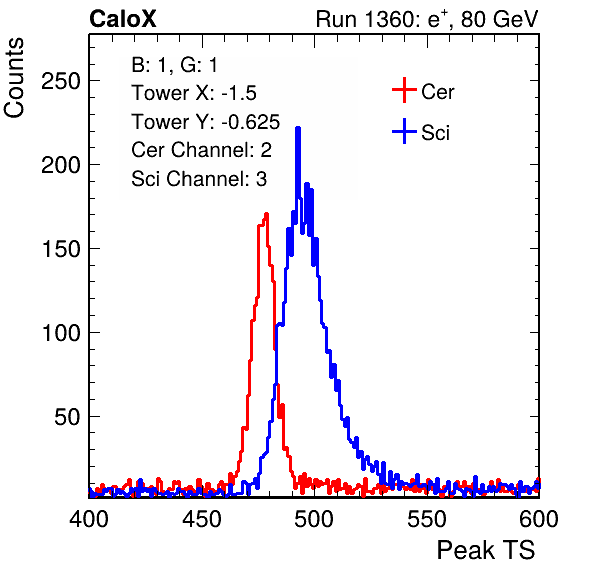 CaloX Run 1360: e⁺, 80 GeV
Counts
B: 1, G: 1
Tower X: -1.5
Tower Y: -0.625
Cer Channel: 2
Sci Channel: 3
Cer
Sci
250
200
150
100
50
400 450 500 550 600
Peak TS